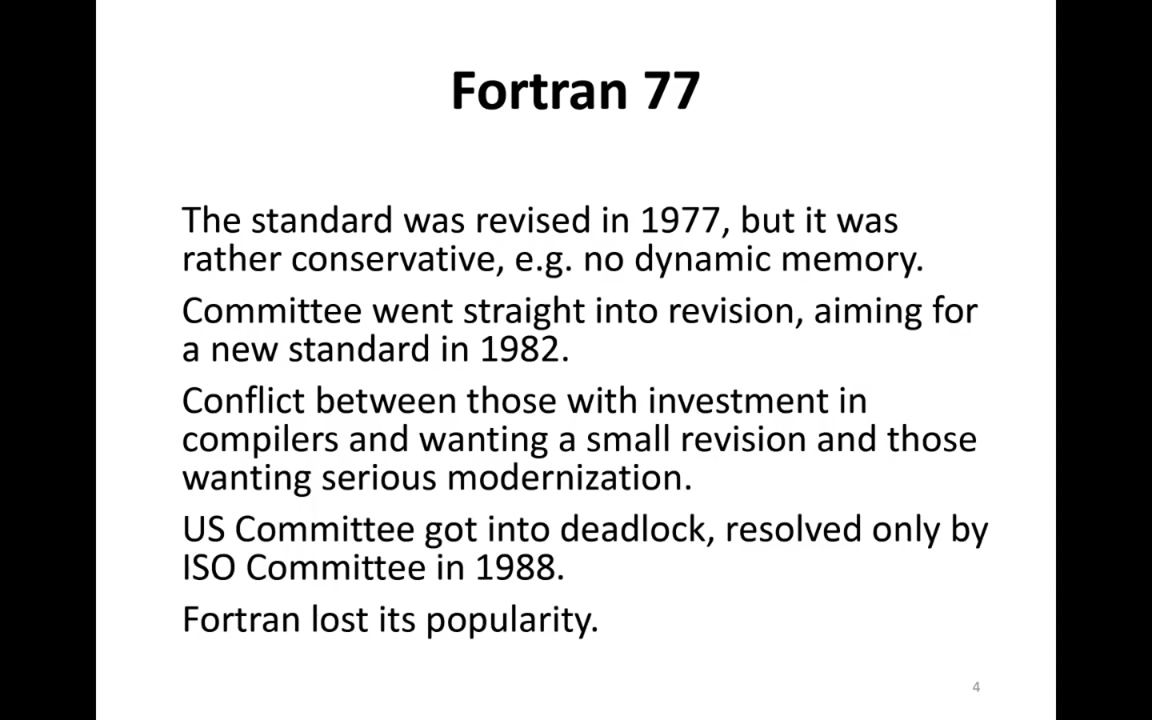 Fortran 77
The standard was revised in 1977, but it was
rather conservative, e.g. no dynamic memory.
Committee went straight into revision, aiming for
a new standard in 1982.
Conflict between those with investment in
compilers and wanting a small revision and those
wanting serious modernization.
US Committee got into deadlock, resolved only by
ISO Committee in 1988.
Fortran lost its popularity.
4